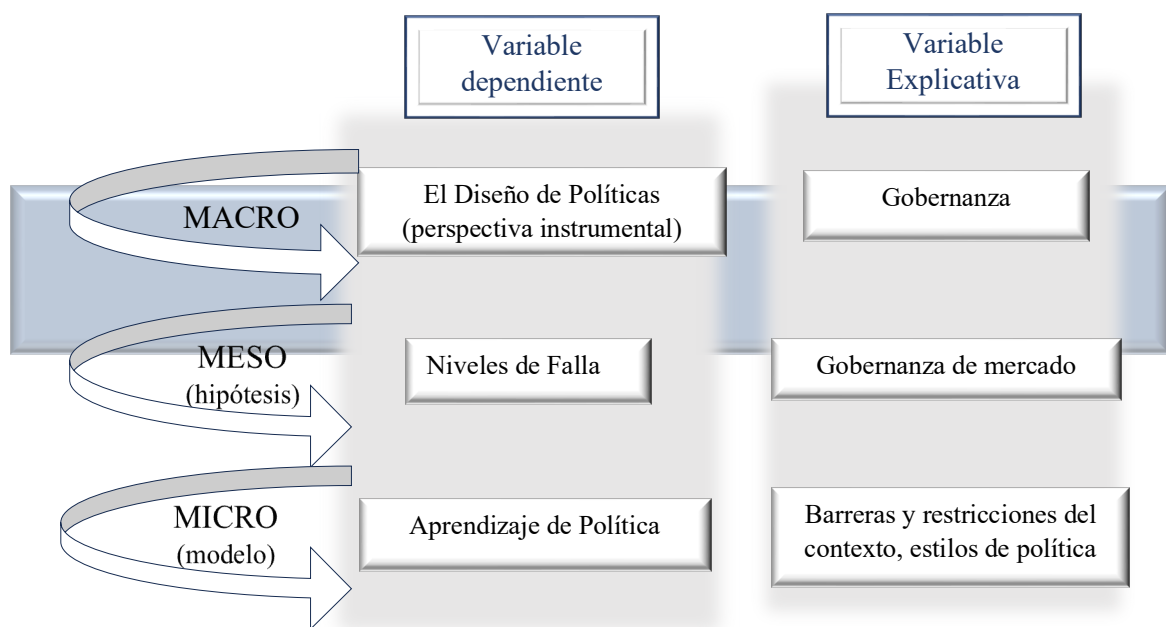 Variable
dependiente
Variable
Explicativa
MACRO
El Diseño de Políticas
(perspectiva instrumental)
Gobernanza
MESO
(hipótesis)
Niveles de Falla
Gobernanza de mercado
MICRO
(modelo)
Aprendizaje de Política
Barreras y restricciones del
contexto, estilos de política